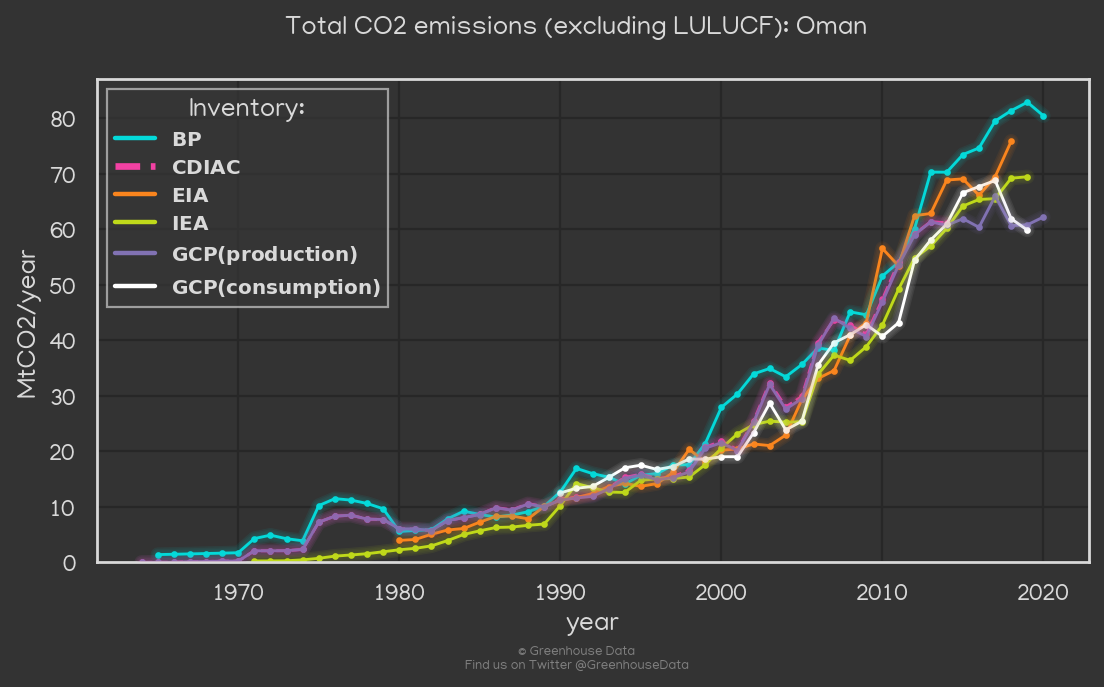 Total CO2 emissions (excluding LULUCF): Oman
Inventory:
BP
CDIAC
EIA
IEA
GCP(production)
GCP(consumption)
MtCO2/year
80
70
60
50
40
30
20
10
0
1970 1980 1990 2000 2010 2020
year
© Greenhouse Data
Find us on Twitter @GreenhouseData